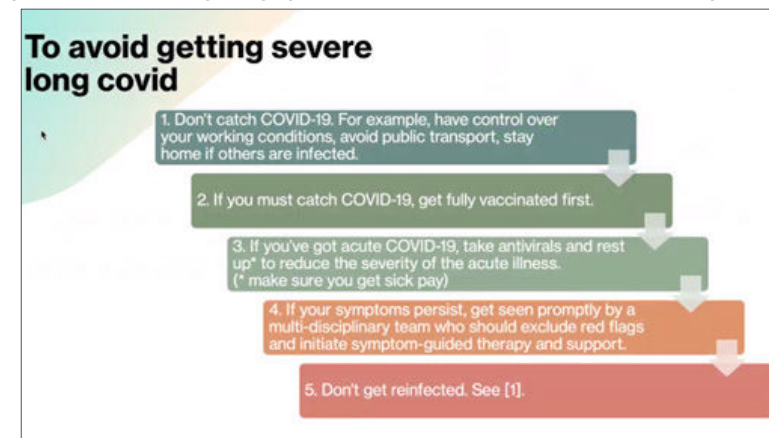 To avoid getting severe
long covid
1. Don't catch COVID-19. For example, have control over
your working conditions, avoid public transport, stay
home if others are infected.
2. If you must catch COVID-19, get fully vaccinated first.
3. If you've got acute COVID-19, take antivirals and rest
up* to reduce the severity of the acute illness.
(* make sure you get sick pay)
4. If your symptoms persist, get seen promptly by a
multi-disciplinary team who should exclude red flags
and initiate symptom-guided therapy and support.
5. Don't get reinfected. See [1].